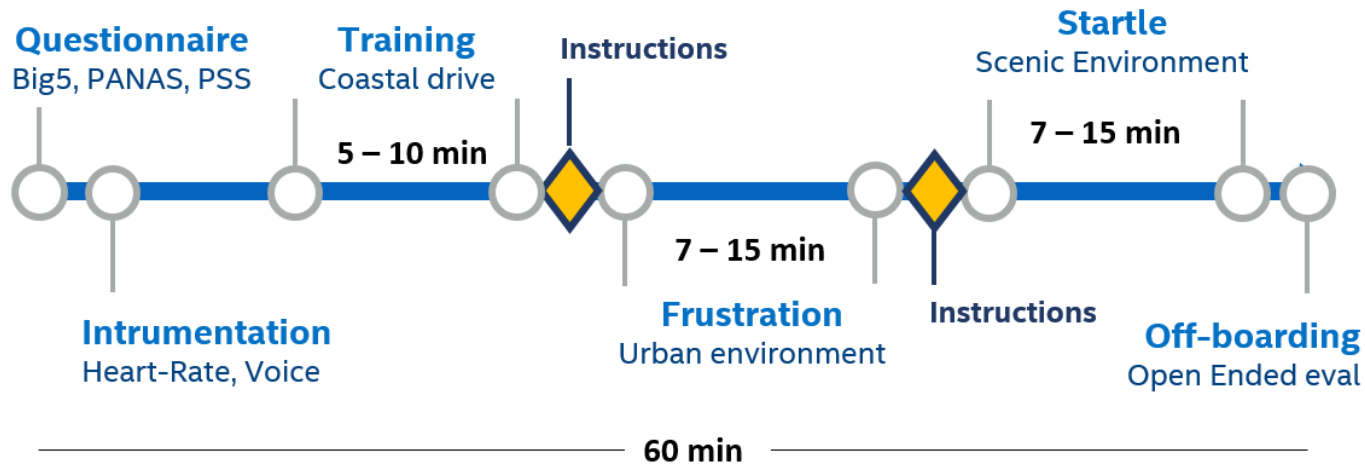 Questionnaire
Big5, PANAS, PSS
Intrumentation
Heart-Rate, Voice
Training
Coastal drive
5 – 10 min
Instructions
7 – 15 min
Frustration
Urban environment
Instructions
Startle
Scenic Environment
7 – 15 min
Off-boarding
Open Ended eval
60 min